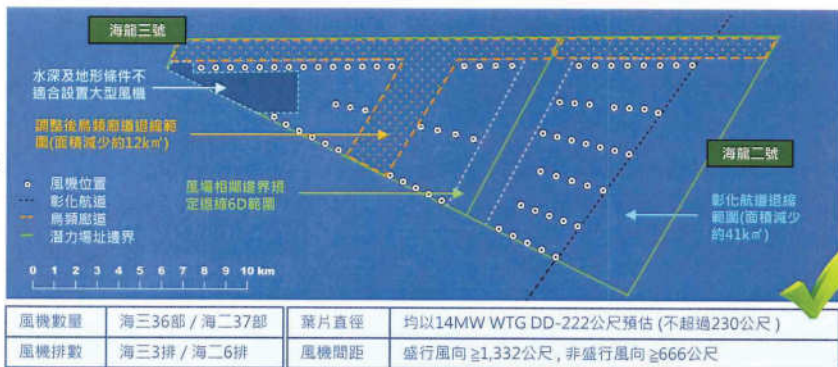 海龍三號
水深及地形條件不
適合設置大型風機
調整後鳥類廊道退縮範
圍(面積減少約12k㎡)
海龍二號
風機位置
彰化航道
鳥類廊道
潛力場址邊界
風場相鄰邊界預
定退縮6D範圍
彰化航道退縮
範圍(面積減少
約41k㎡)
0 1 2 3 4 5 6 7 8 9 10 km
風機數量 海三36部 / 海二37部 葉片直徑 均以14MW WTG DD-222公尺預估 (不超過230公尺)
風機排數 海三3排 / 海二6排 風機間距 盛行風向 ≧1,332公尺 , 非盛行風向 ≧666公尺